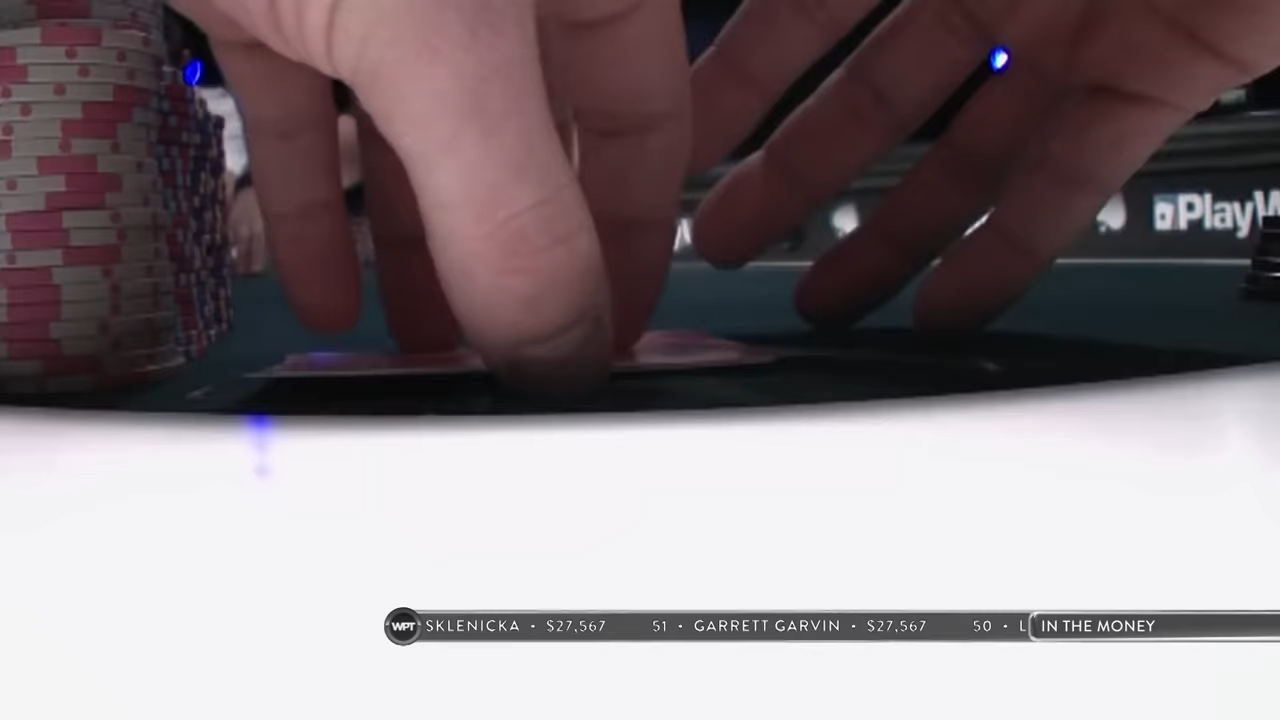 PlayW
WPT SKLENICKA • $27,567 51 • GARRETT GARVIN • $27,567 50 • L IN THE MONEY